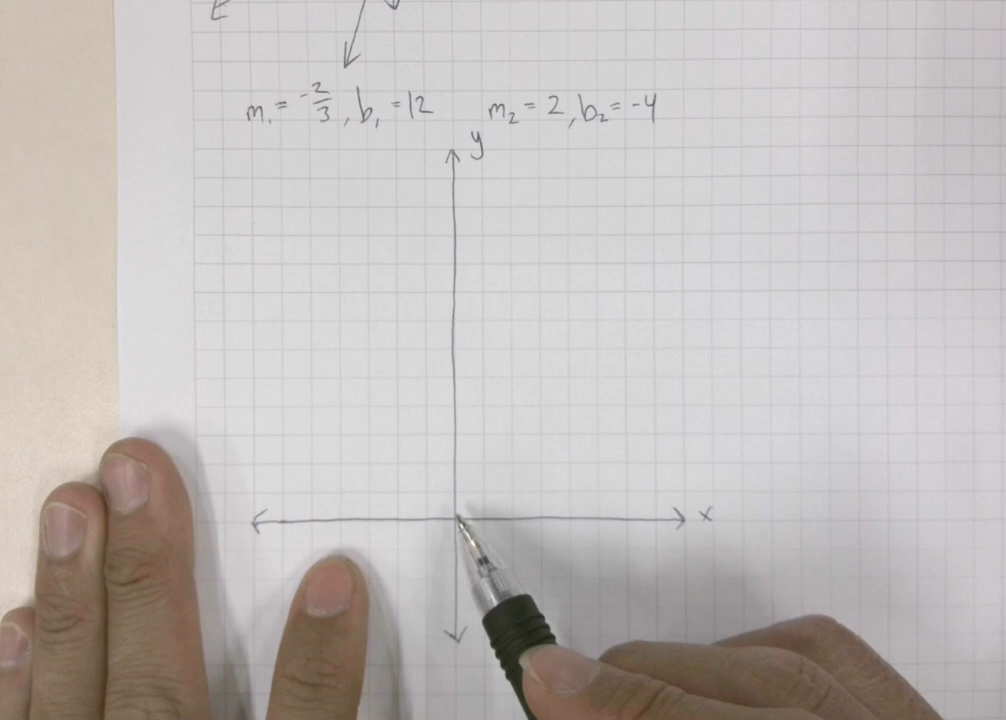 m₁ = -2/3, b₁ = 12 m₂ = 2, b₂ = -4
y
x